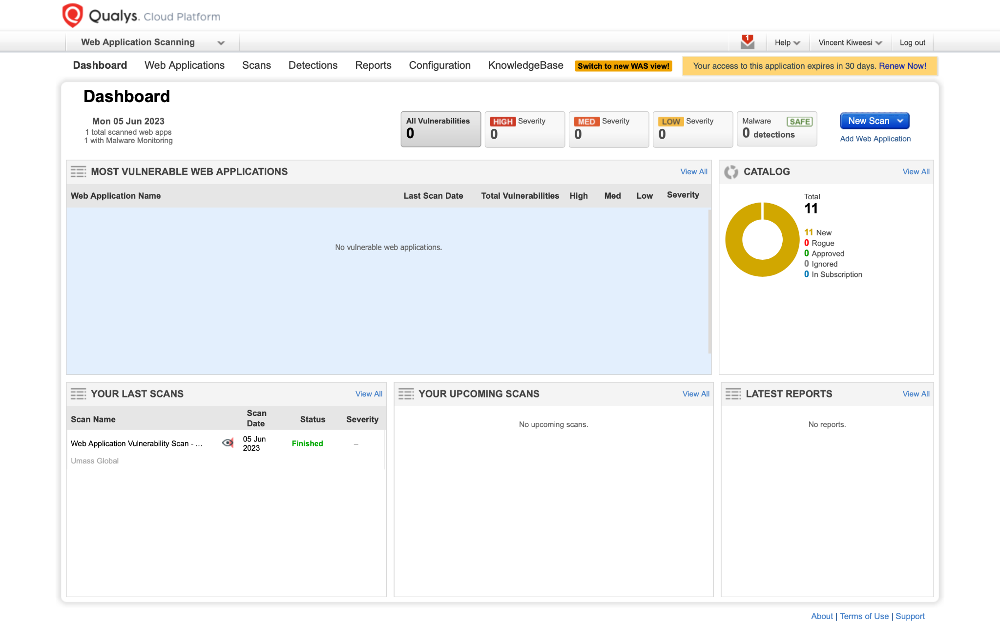 Qualys. Cloud Platform
Web Application Scanning
1
Help
Vincent Kiweesi
Log out
Dashboard
Web Applications
Scans
Detections
Reports
Configuration
KnowledgeBase
Switch to new WAS view!
Your access to this application expires in 30 days. Renew Now!
Dashboard
Mon 05 Jun 2023
1 total scanned web apps
1 with Malware Monitoring
All Vulnerabilities
0
HIGH Severity
0
MED Severity
0
LOW Severity
0
Malware SAFE
0 detections
New Scan
Add Web Application
MOST VULNERABLE WEB APPLICATIONS
View All
Web Application Name
Last Scan Date
Total Vulnerabilities
High
Med
Low
Severity
No vulnerable web applications.
CATALOG
View All
Total
11
11 New
0 Rogue
0 Approved
0 Ignored
0 In Subscription
YOUR LAST SCANS
View All
Scan Name
Scan
Date
Status
Severity
Web Application Vulnerability Scan - ...
05 Jun
2023
Finished
–
Umass Global
YOUR UPCOMING SCANS
View All
No upcoming scans.
LATEST REPORTS
View All
No reports.
About | Terms of Use | Support